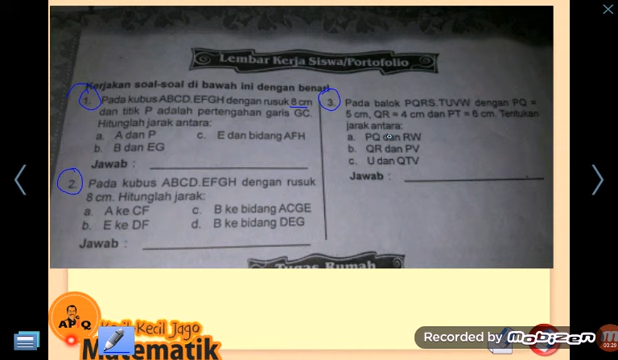 Lembar Kerja Siswa/Portofolio
Kerjakan soal-soal di bawah ini dengan benar!
1. Pada kubus ABCD.EFGH dengan rusuk 8 cm
dan titik P adalah pertengahan garis GC.
Hitunglah jarak antara:
a. A dan P c. E dan bidang AFH
b. B dan EG
Jawab :
2. Pada kubus ABCD.EFGH dengan rusuk
8 cm. Hitunglah jarak:
a. A ke CF c. B ke bidang ACGE
b. E ke DF d. B ke bidang DEG
Jawab :
3. Pada balok PQRS.TUVW dengan PQ =
5 cm, QR = 4 cm dan PT = 6 cm. Tentukan
jarak antara:
a. PQ dan RW
b. QR dan PV
c. U dan QTV
Jawab :
Tugas Rumah
APIQ
Kecil-Kecil Jago
Matematik
Recorded by Mobizen
03:29